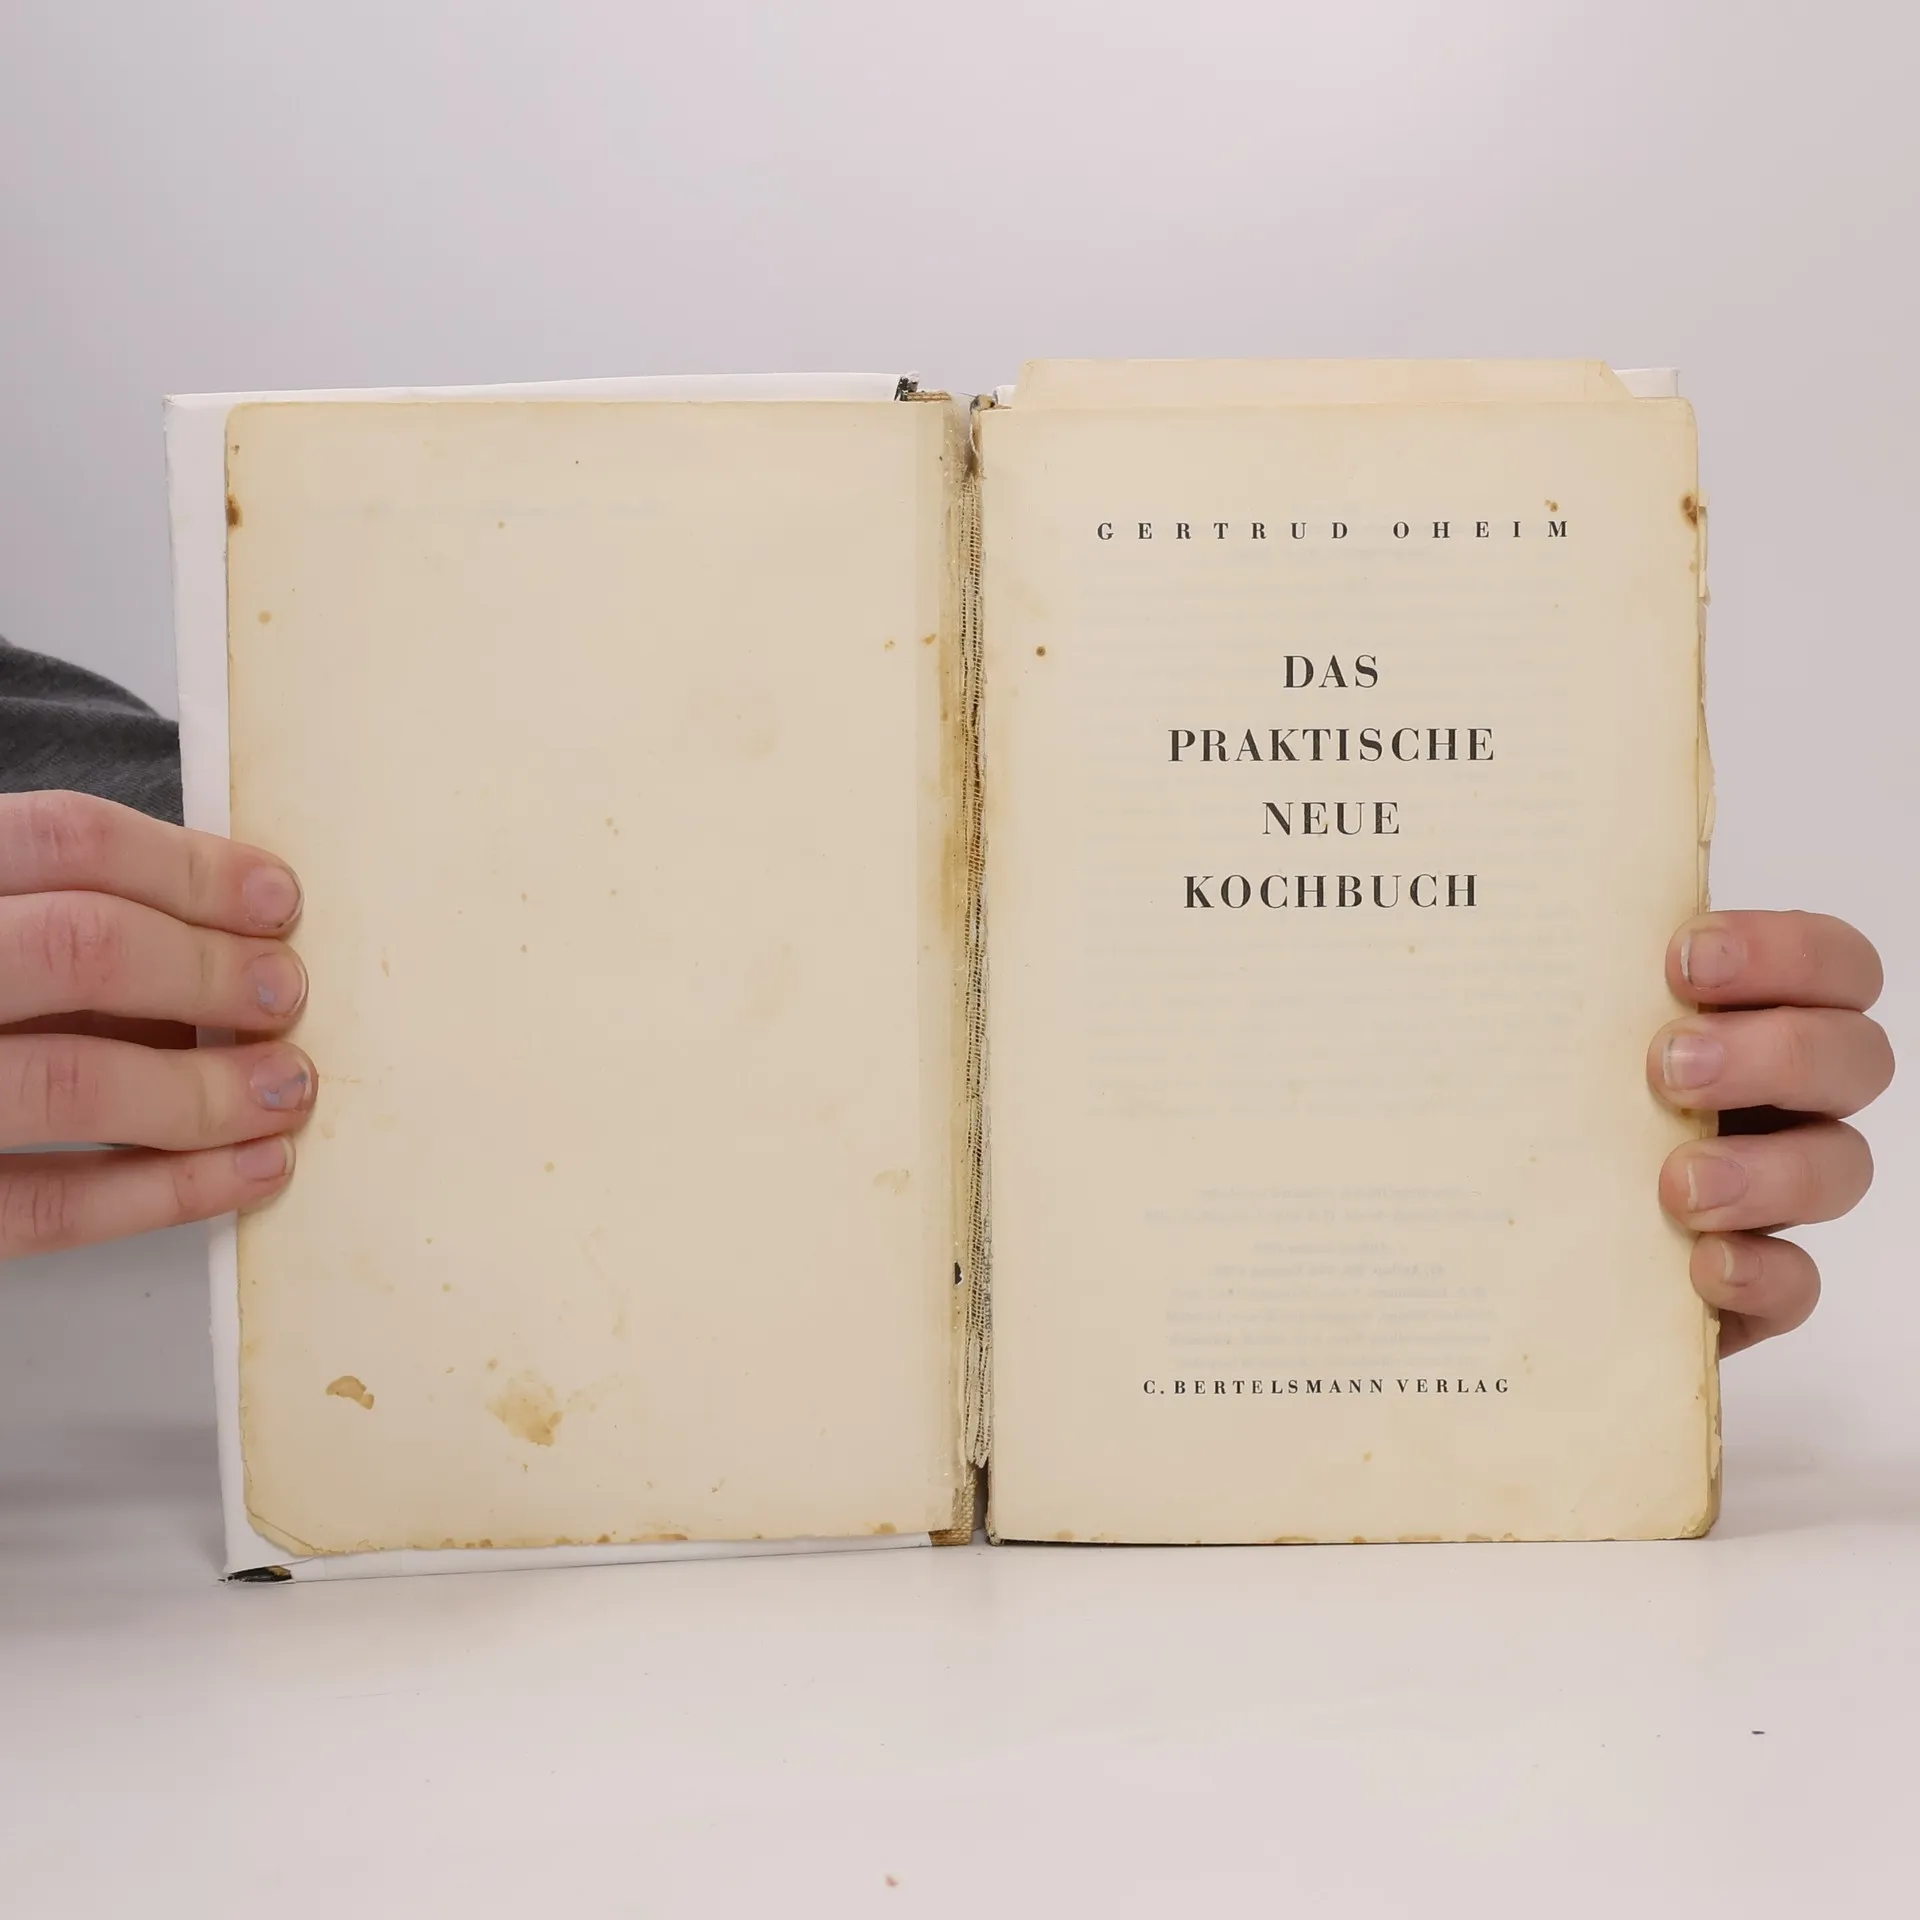 GERTRUD OHEIM
DAS
PRAKTISCHE
NEUE
KOCHBUCH
C. BERTELSMANN VERLAG